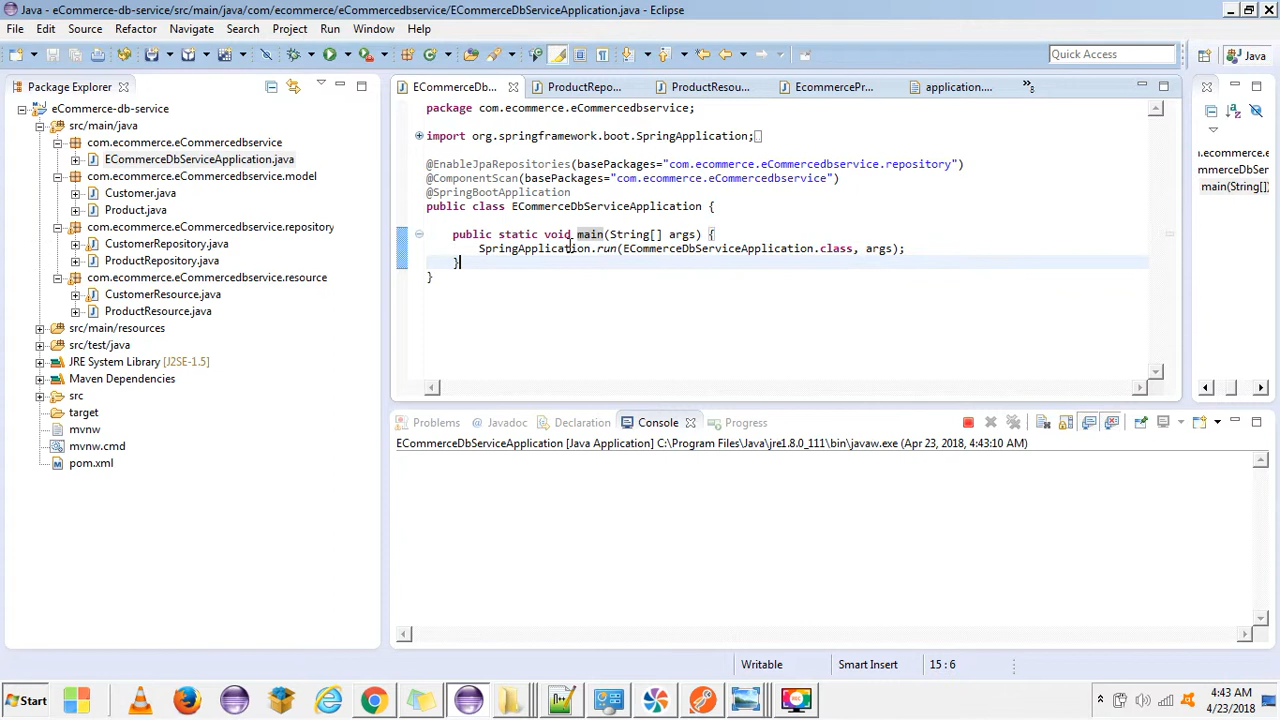 Java - eCommerce-db-service/src/main/java/com/ecommerce/eCommercedbservice/ECommerceDbServiceApplication.java - Eclipse
File Edit Source Refactor Navigate Search Project Run Window Help
Quick Access
Java
Package Explorer
eCommerce-db-service
src/main/java
com.ecommerce.eCommercedbservice
ECommerceDbServiceApplication.java
com.ecommerce.eCommercedbservice.model
Customer.java
Product.java
com.ecommerce.eCommercedbservice.repository
CustomerRepository.java
ProductRepository.java
com.ecommerce.eCommercedbservice.resource
CustomerResource.java
ProductResource.java
src/main/resources
src/test/java
JRE System Library [J2SE-1.5]
Maven Dependencies
src
target
mvnw
mvnw.cmd
pom.xml
ECommerceDb... ProductRepo... ProductResou... EcommercePr... application....
package com.ecommerce.eCommercedbservice;
import org.springframework.boot.SpringApplication;
@EnableJpaRepositories(basePackages="com.ecommerce.eCommercedbservice.repository")
@ComponentScan(basePackages="com.ecommerce.eCommercedbservice")
@SpringBootApplication
public class ECommerceDbServiceApplication {
public static void main(String[] args) {
SpringApplication.run(ECommerceDbServiceApplication.class, args);
}
}
m.ecommerce.e
mmerceDbServ
main(String[])
Problems Javadoc Declaration Console Progress
ECommerceDbServiceApplication [Java Application] C:\Program Files\Java\jre1.8.0_111\bin\javaw.exe (Apr 23, 2018, 4:43:10 AM)
Writable Smart Insert 15 : 6
Start
4:43 AM
4/23/2018